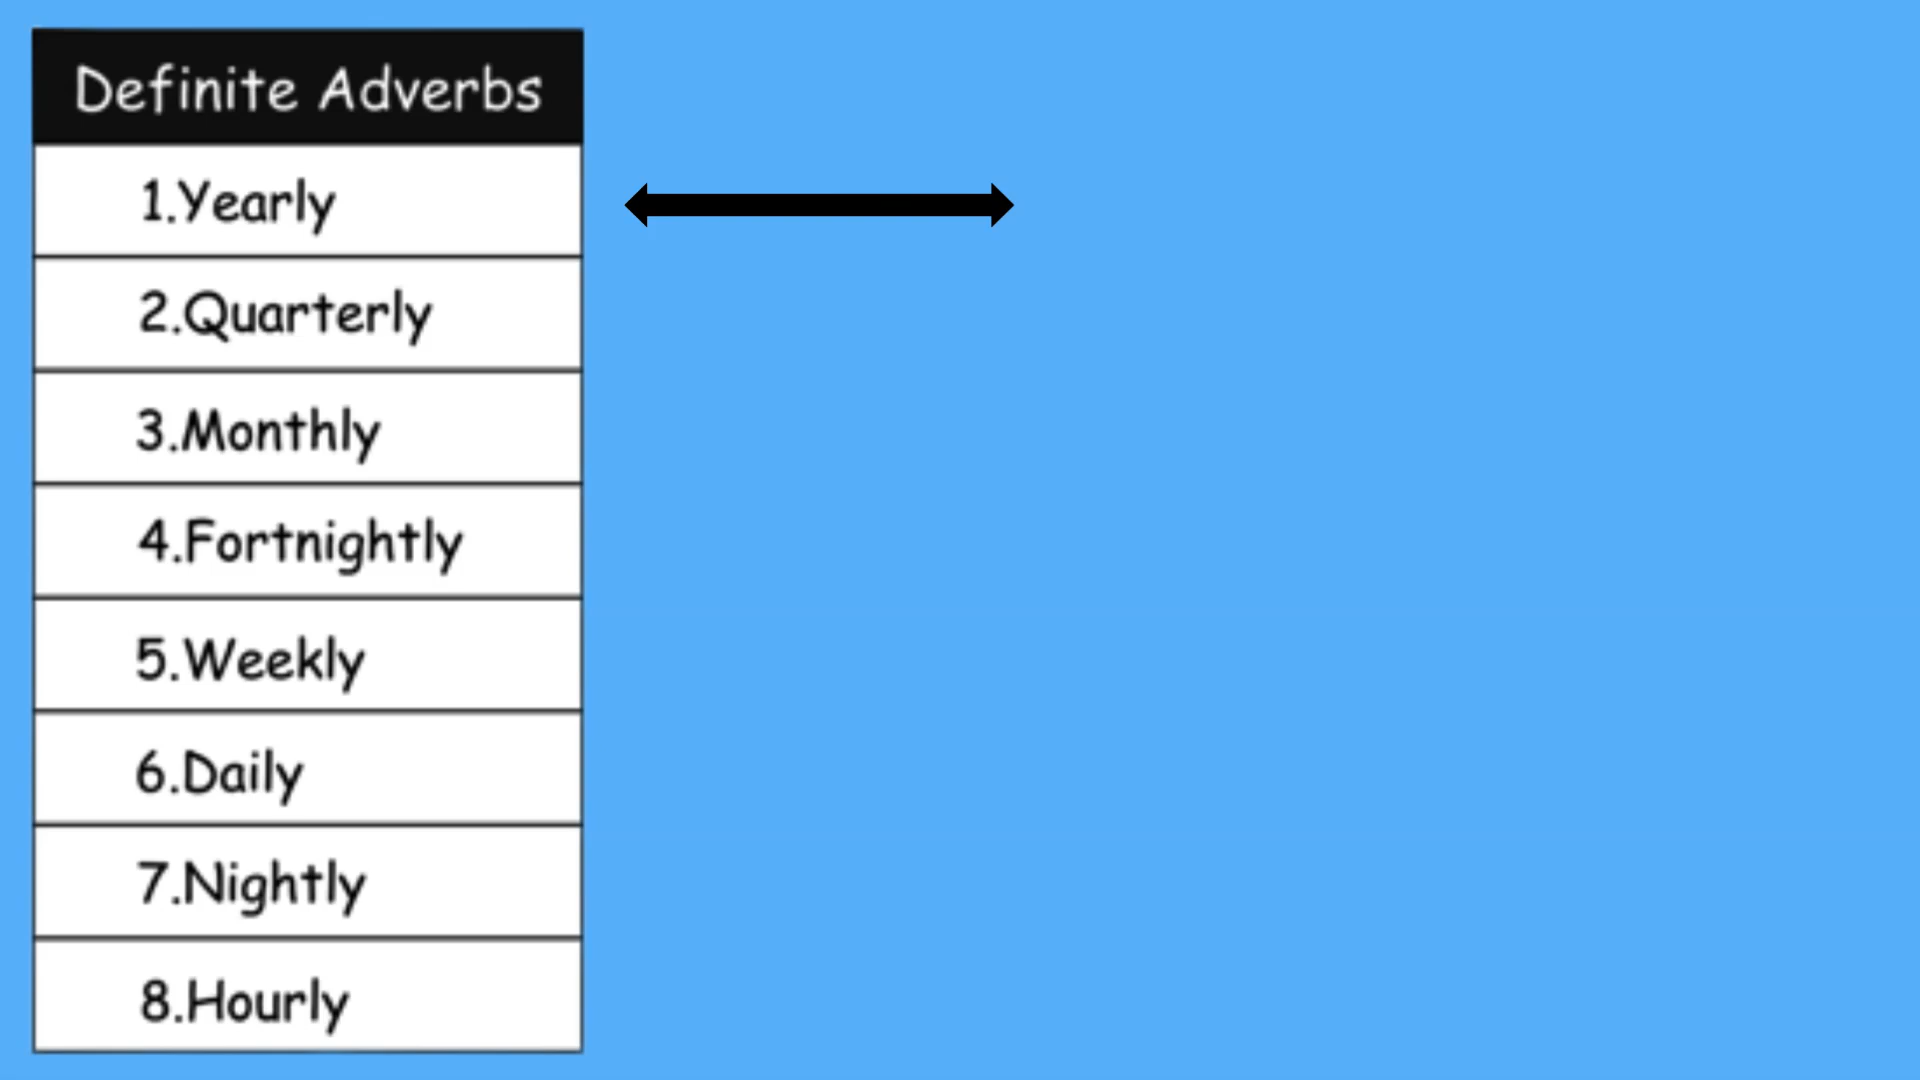 Definite Adverbs
1.Yearly
2.Quarterly
3.Monthly
4.Fortnightly
5.Weekly
6.Daily
7.Nightly
8.Hourly